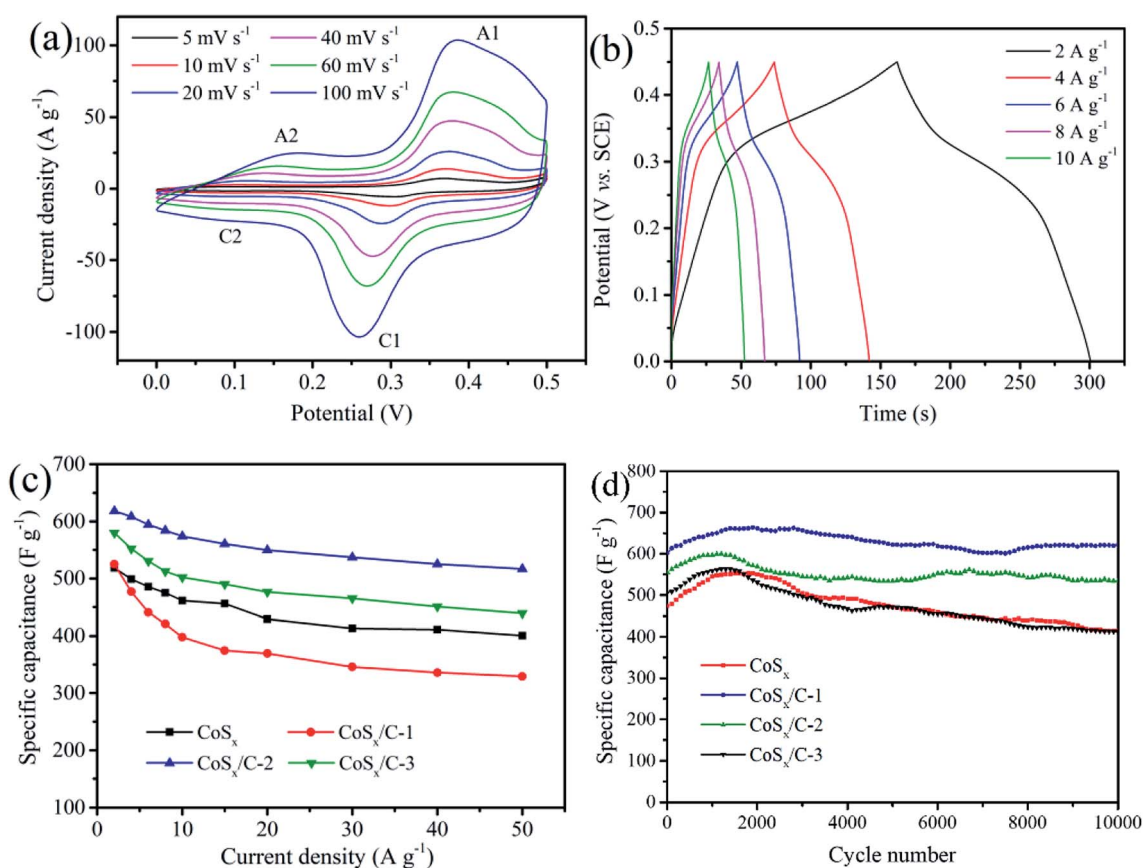 (a)
5 mV s⁻¹ 40 mV s⁻¹ A1
10 mV s⁻¹ 60 mV s⁻¹
20 mV s⁻¹ 100 mV s⁻¹
A2
C2
C1
100
50
0
-50
-100
Current density (A g⁻¹)
0.0 0.1 0.2 0.3 0.4 0.5
Potential (V)
(b)
2 A g⁻¹
4 A g⁻¹
6 A g⁻¹
8 A g⁻¹
10 A g⁻¹
0.5
0.4
0.3
0.2
0.1
0.0
Potential (V vs. SCE)
0 50 100 150 200 250 300
Time (s)
(c)
700
600
500
400
300
200
100
Specific capacitance (F g⁻¹)
CoSₓ CoSₓ/C-1
CoSₓ/C-2 CoSₓ/C-3
0 10 20 30 40 50
Current density (A g⁻¹)
(d)
800
700
600
500
400
300
200
100
0
Specific capacitance (F g⁻¹)
CoSₓ
CoSₓ/C-1
CoSₓ/C-2
CoSₓ/C-3
0 2000 4000 6000 8000 10000
Cycle number